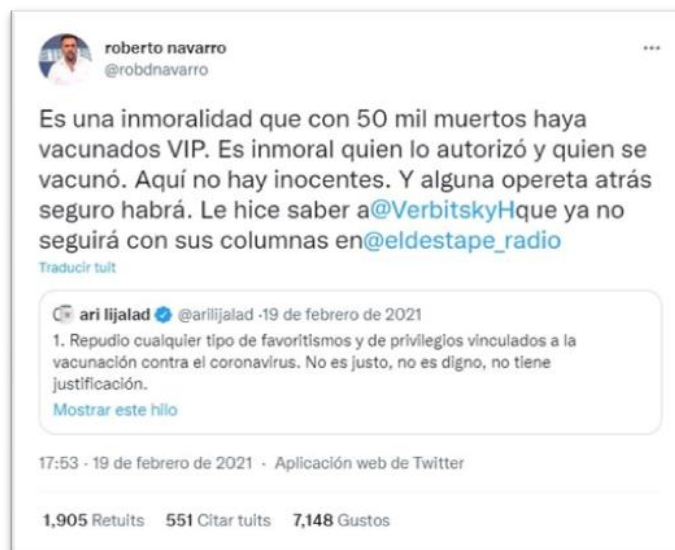 roberto navarro
@robdnavarro
Es una inmoralidad que con 50 mil muertos haya
vacunados VIP. Es inmoral quien lo autorizó y quien se
vacunó. Aquí no hay inocentes. Y alguna opereta atrás
seguro habrá. Le hice saber a@VerbitskyHque ya no
seguirá con sus columnas en@eldestape_radio
Traducir tuit
ari lijalad @arilijalad ·19 de febrero de 2021
1. Repudio cualquier tipo de favoritismos y de privilegios vinculados a la
vacunación contra el coronavirus. No es justo, no es digno, no tiene
justificación.
Mostrar este hilo
17:53 · 19 de febrero de 2021 · Aplicación web de Twitter
1,905 Retuits 551 Citar tuits 7,148 Gustos